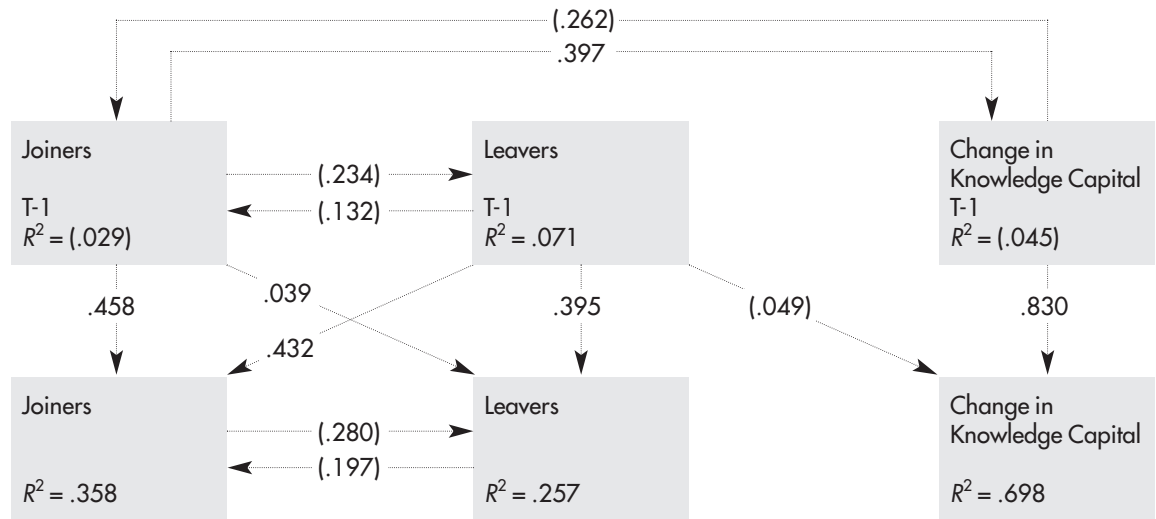 (.262)
.397
Joiners
T-1
R² = (.029)
(.234)
(.132)
Leavers
T-1
R² = .071
Change in
Knowledge Capital
T-1
R² = (.045)
.458
.039
.432
.395
(.049)
.830
Joiners
R² = .358
(.280)
(.197)
Leavers
R² = .257
Change in
Knowledge Capital
R² = .698